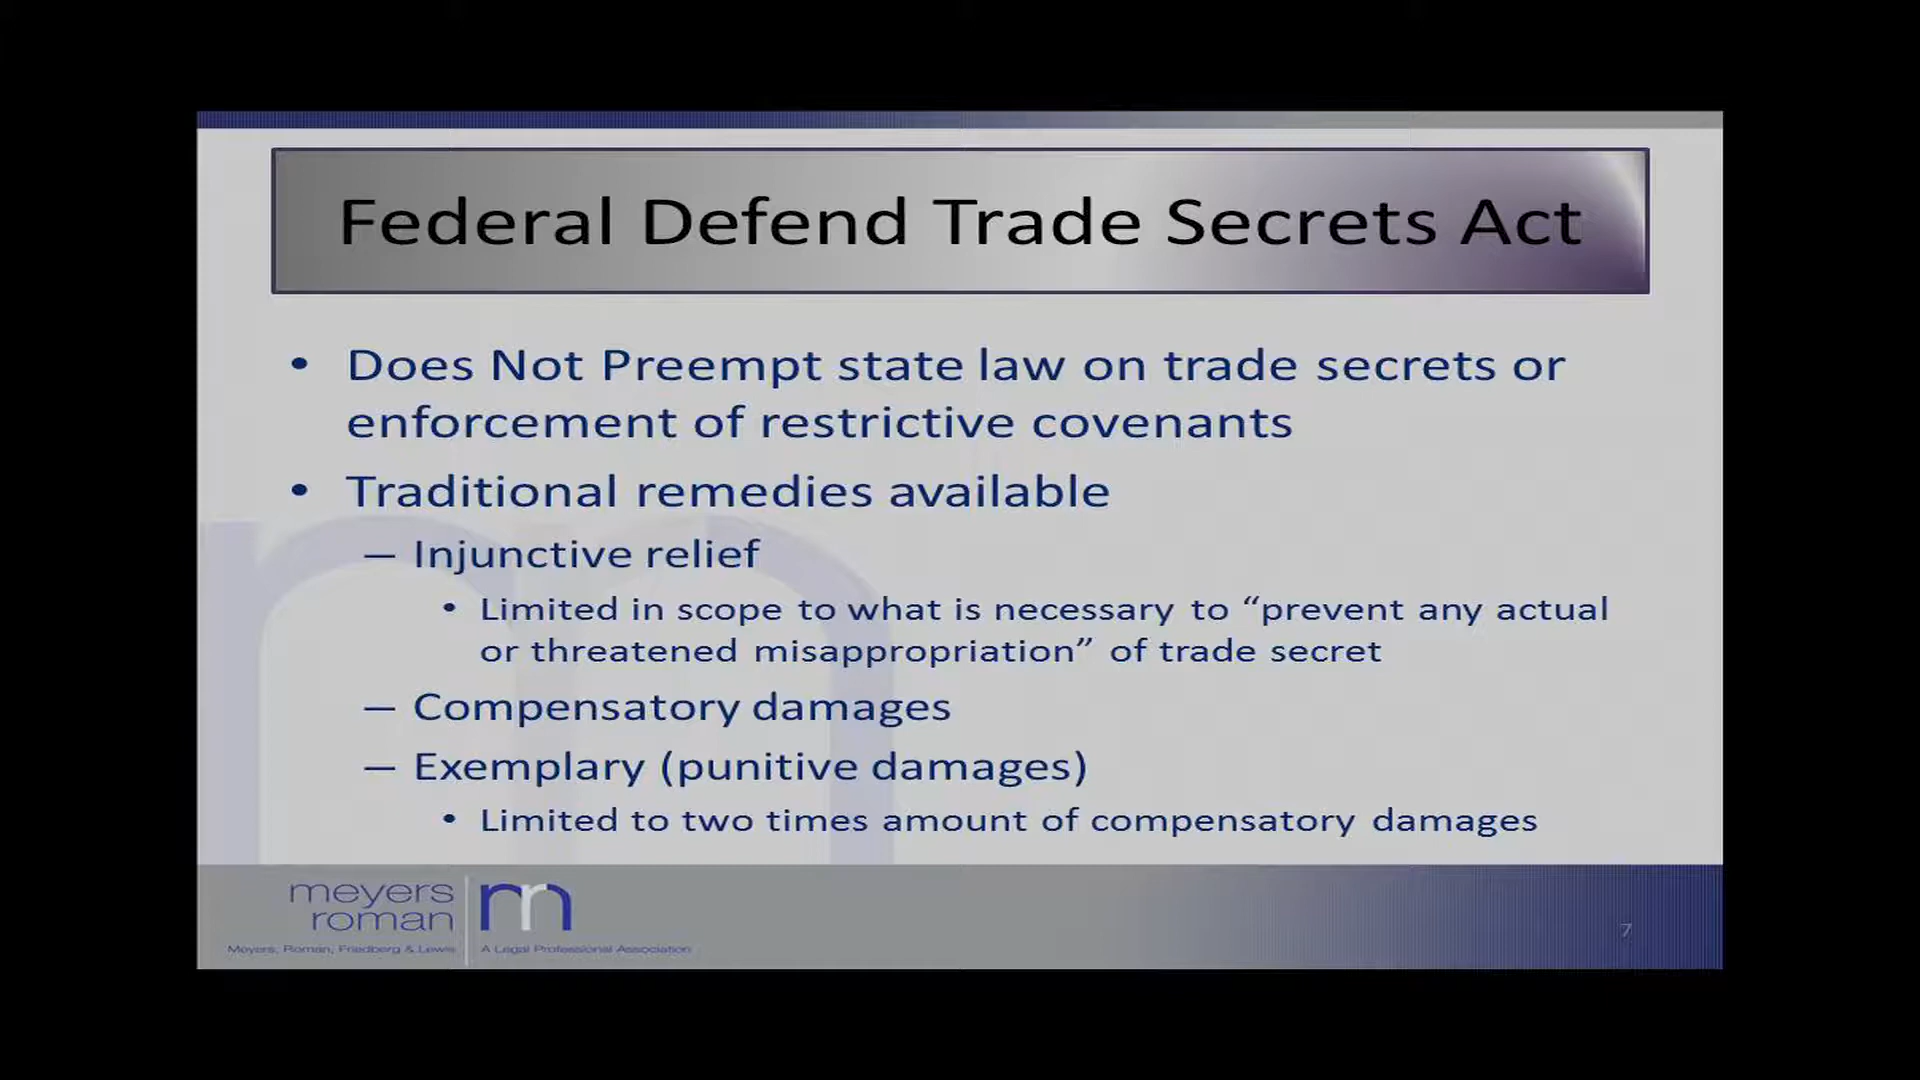 Federal Defend Trade Secrets Act
• Does Not Preempt state law on trade secrets or
enforcement of restrictive covenants
• Traditional remedies available
– Injunctive relief
• Limited in scope to what is necessary to “prevent any actual
or threatened misappropriation” of trade secret
– Compensatory damages
– Exemplary (punitive damages)
• Limited to two times amount of compensatory damages
meyers
roman
Meyers, Roman, Friedberg & Lewis
A Legal Professional Association
7